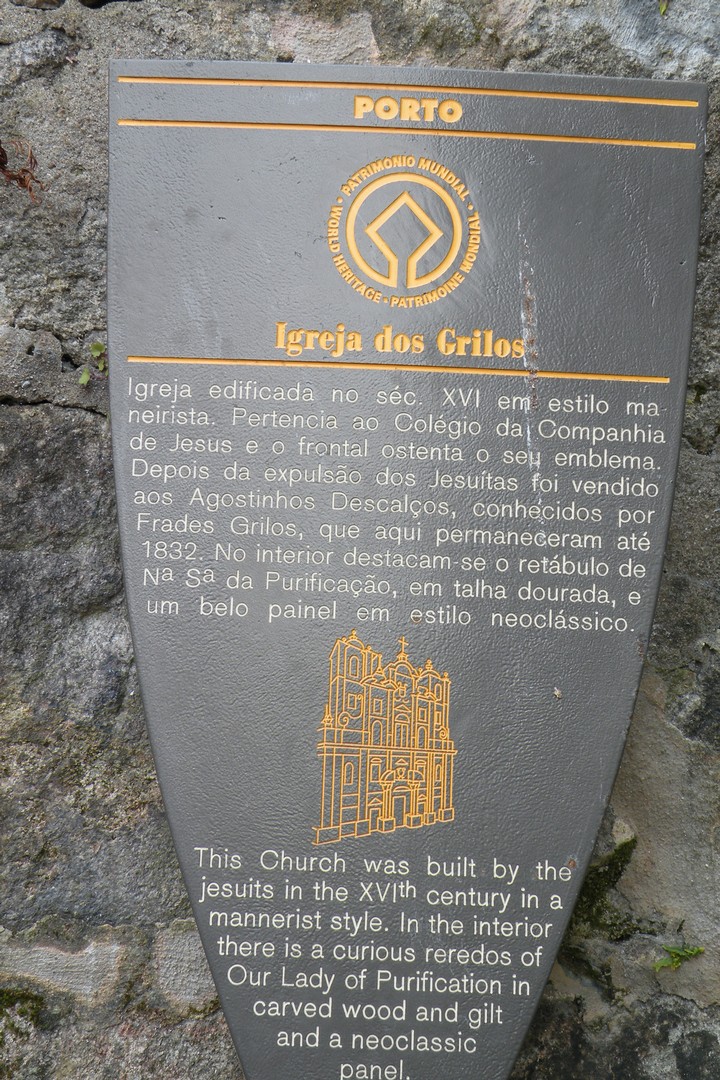 PORTO
PATRIMONIO MUNDIAL • WORLD HERITAGE • PATRIMOINE MONDIAL •
Igreja dos Grilos
Igreja edificada no séc. XVI em estilo ma-
neirista. Pertencia ao Colégio da Companhia
de Jesus e o frontal ostenta o seu emblema.
Depois da expulsão dos Jesuítas foi vendido
aos Agostinhos Descalços, conhecidos por
Frades Grilos, que aqui permaneceram até
1832. No interior destacam-se o retábulo de
Nª Sª da Purificação, em talha dourada, e
um belo painel em estilo neoclássico.
This Church was built by the
jesuits in the XVIth century in a
mannerist style. In the interior
there is a curious reredos of
Our Lady of Purification in
carved wood and gilt
and a neoclassic
panel.